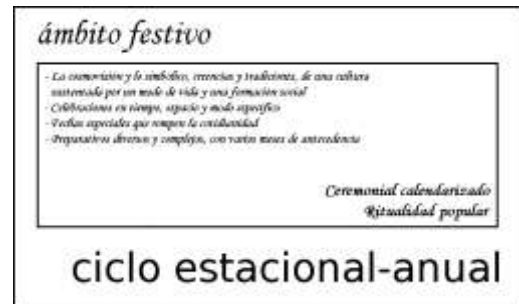 ámbito festivo
- La cosmovisión y lo simbólico, creencias y tradiciones, de una cultura
sustentada por un modo de vida y una formación social
- Celebraciones en tiempo, espacio y modo específico
- Fechas especiales que rompen la cotidianidad
- Preparativos diversos y complejos, con varios meses de antecedencia
Ceremonial calendarizado
Ritualidad popular
ciclo estacional-anual